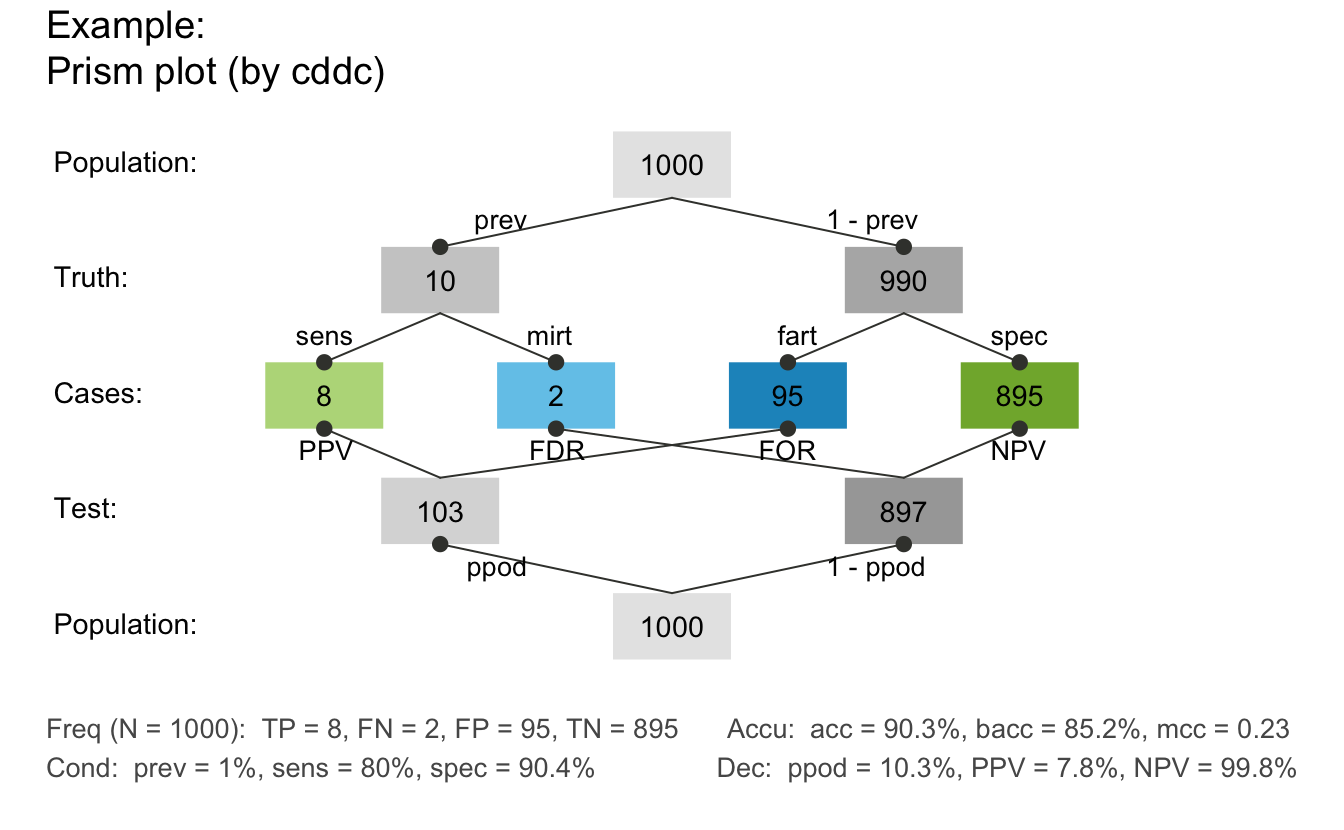 Example:
Prism plot (by cddc)
Population:
1000
prev
1 - prev
Truth:
10
990
sens
mirt
fart
spec
Cases:
8
2
95
895
PPV
FDR
FOR
NPV
Test:
103
897
ppod
1 - ppod
Population:
1000
Freq (N = 1000):  TP = 8, FN = 2, FP = 95, TN = 895
Accu:  acc = 90.3%, bacc = 85.2%, mcc = 0.23
Cond:  prev = 1%, sens = 80%, spec = 90.4%
Dec:  ppod = 10.3%, PPV = 7.8%, NPV = 99.8%